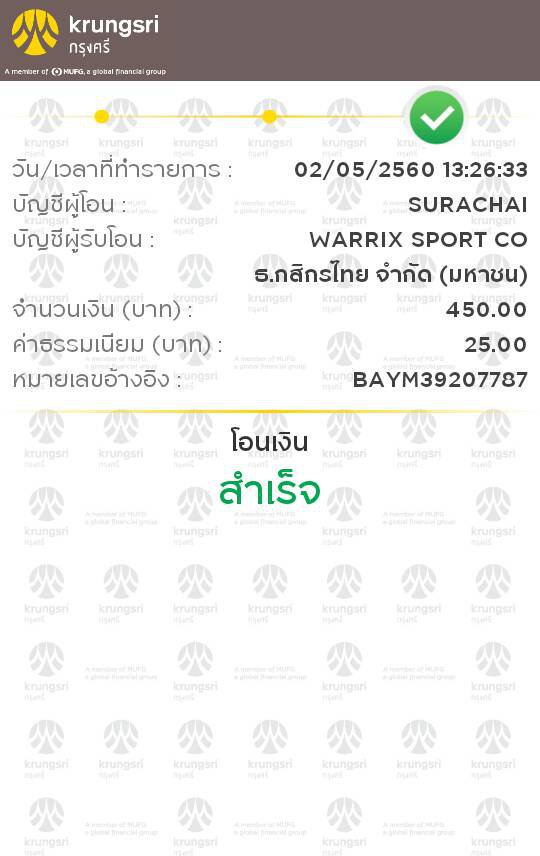 krungsri
กรุงศรี
A member of MUFG, a global financial group
วัน/เวลาที่ทำรายการ : 02/05/2560 13:26:33
บัญชีผู้โอน : SURACHAI
บัญชีผู้รับโอน : WARRIX SPORT CO
ธ.กสิกรไทย จำกัด (มหาชน)
จำนวนเงิน (บาท) : 450.00
ค่าธรรมเนียม (บาท) : 25.00
หมายเลขอ้างอิง : BAYM39207787
โอนเงิน
สำเร็จ